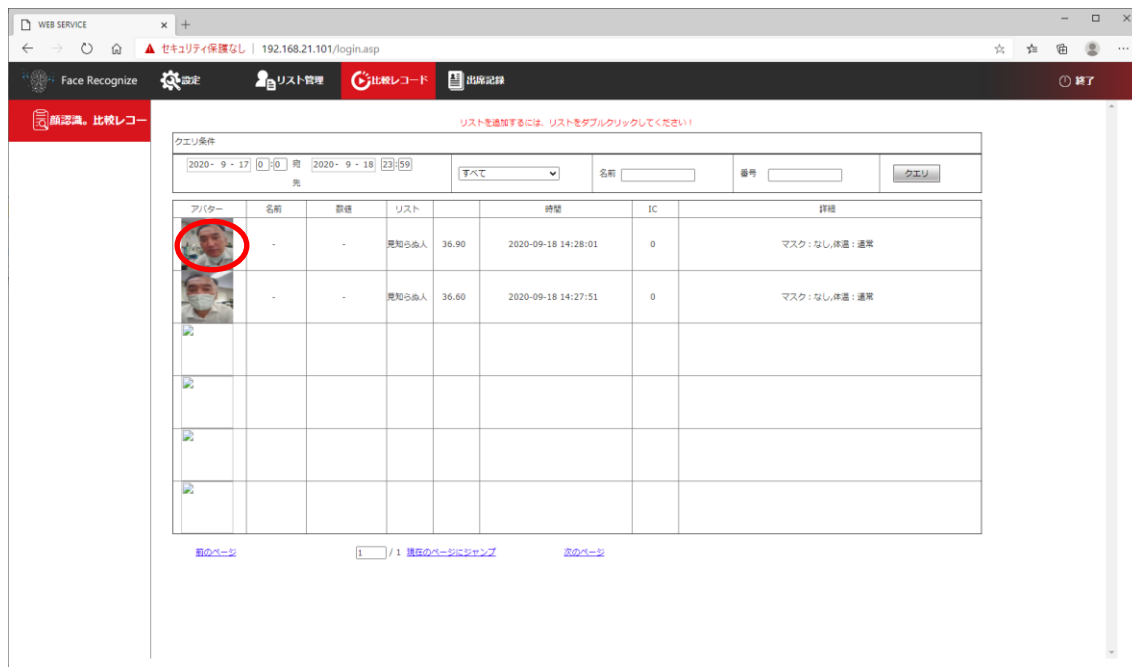 WEB SERVICE
セキュリティ保護なし | 192.168.21.101/login.asp
Face Recognize 設定 リスト管理 比較レコード 出席記録 終了
顔認識。比較レコー
リストを追加するには、リストをダブルクリックしてください！
クエリ条件
2020- 9 - 17 0 : 0 宛先 2020- 9 - 18 23:59 すべて 名前 番号 クエリ
アバター 名前 数値 リスト 時間 IC 詳細
- - 見知らぬ人 36.90 2020-09-18 14:28:01 0 マスク：なし,体温：通常
- - 見知らぬ人 36.60 2020-09-18 14:27:51 0 マスク：なし,体温：通常
前のページ 1 / 1 現在のページにジャンプ 次のページ